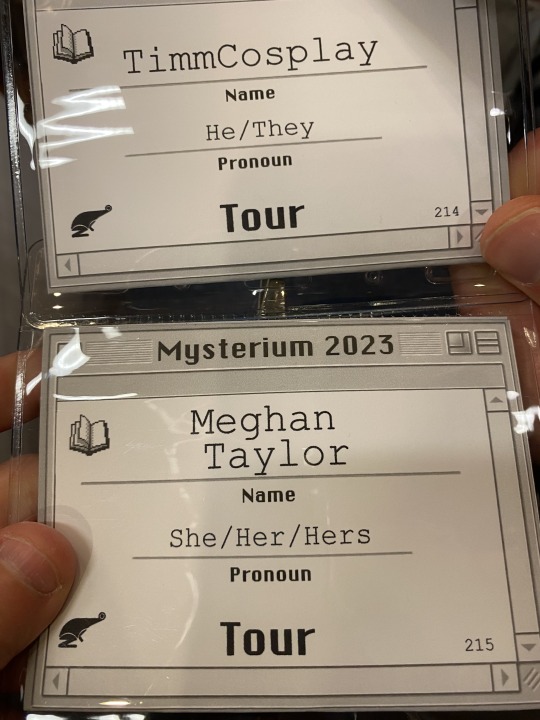 TimmCosplay
Name
He/They
Pronoun
Tour
214
Mysterium 2023
Meghan
Taylor
Name
She/Her/Hers
Pronoun
Tour
215